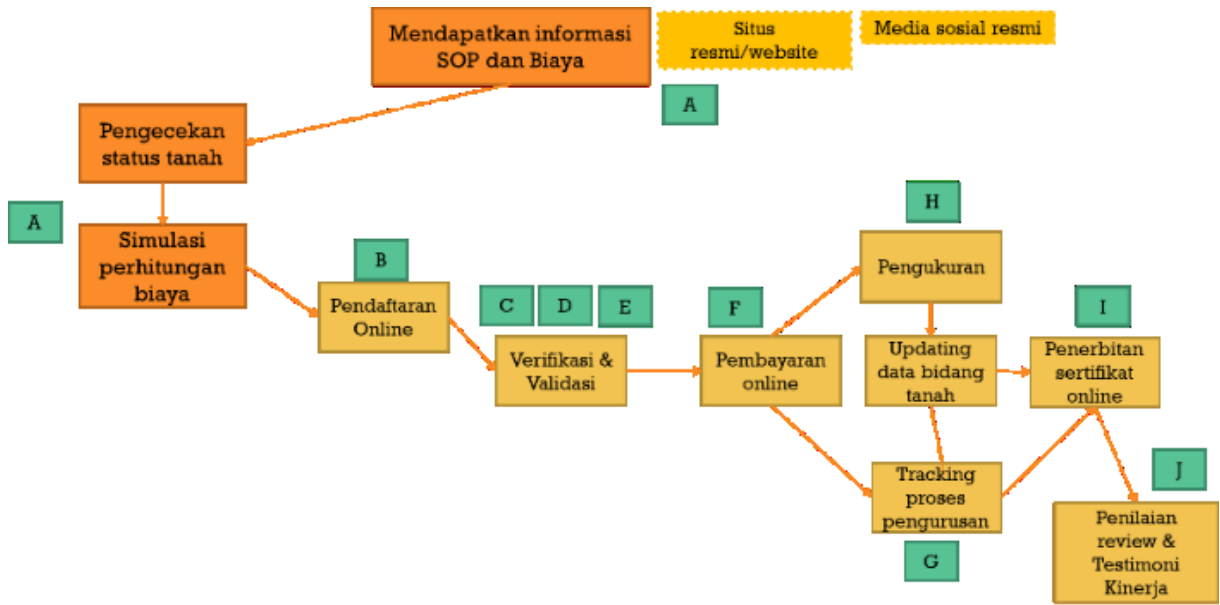 Mendapatkan informasi
SOP dan Biaya
Situs
resmi/website
Media sosial resmi
A
Pengecekan
status tanah
A
Simulasi
perhitungan
biaya
B
Pendaftaran
Online
C
D
E
Verifikasi &
Validasi
F
Pembayaran
online
H
Pengukuran
Updating
data bidang
tanah
I
Penerbitan
sertifikat
online
Tracking
proses
pengurusan
G
J
Penilaian
review &
Testimoni
Kinerja